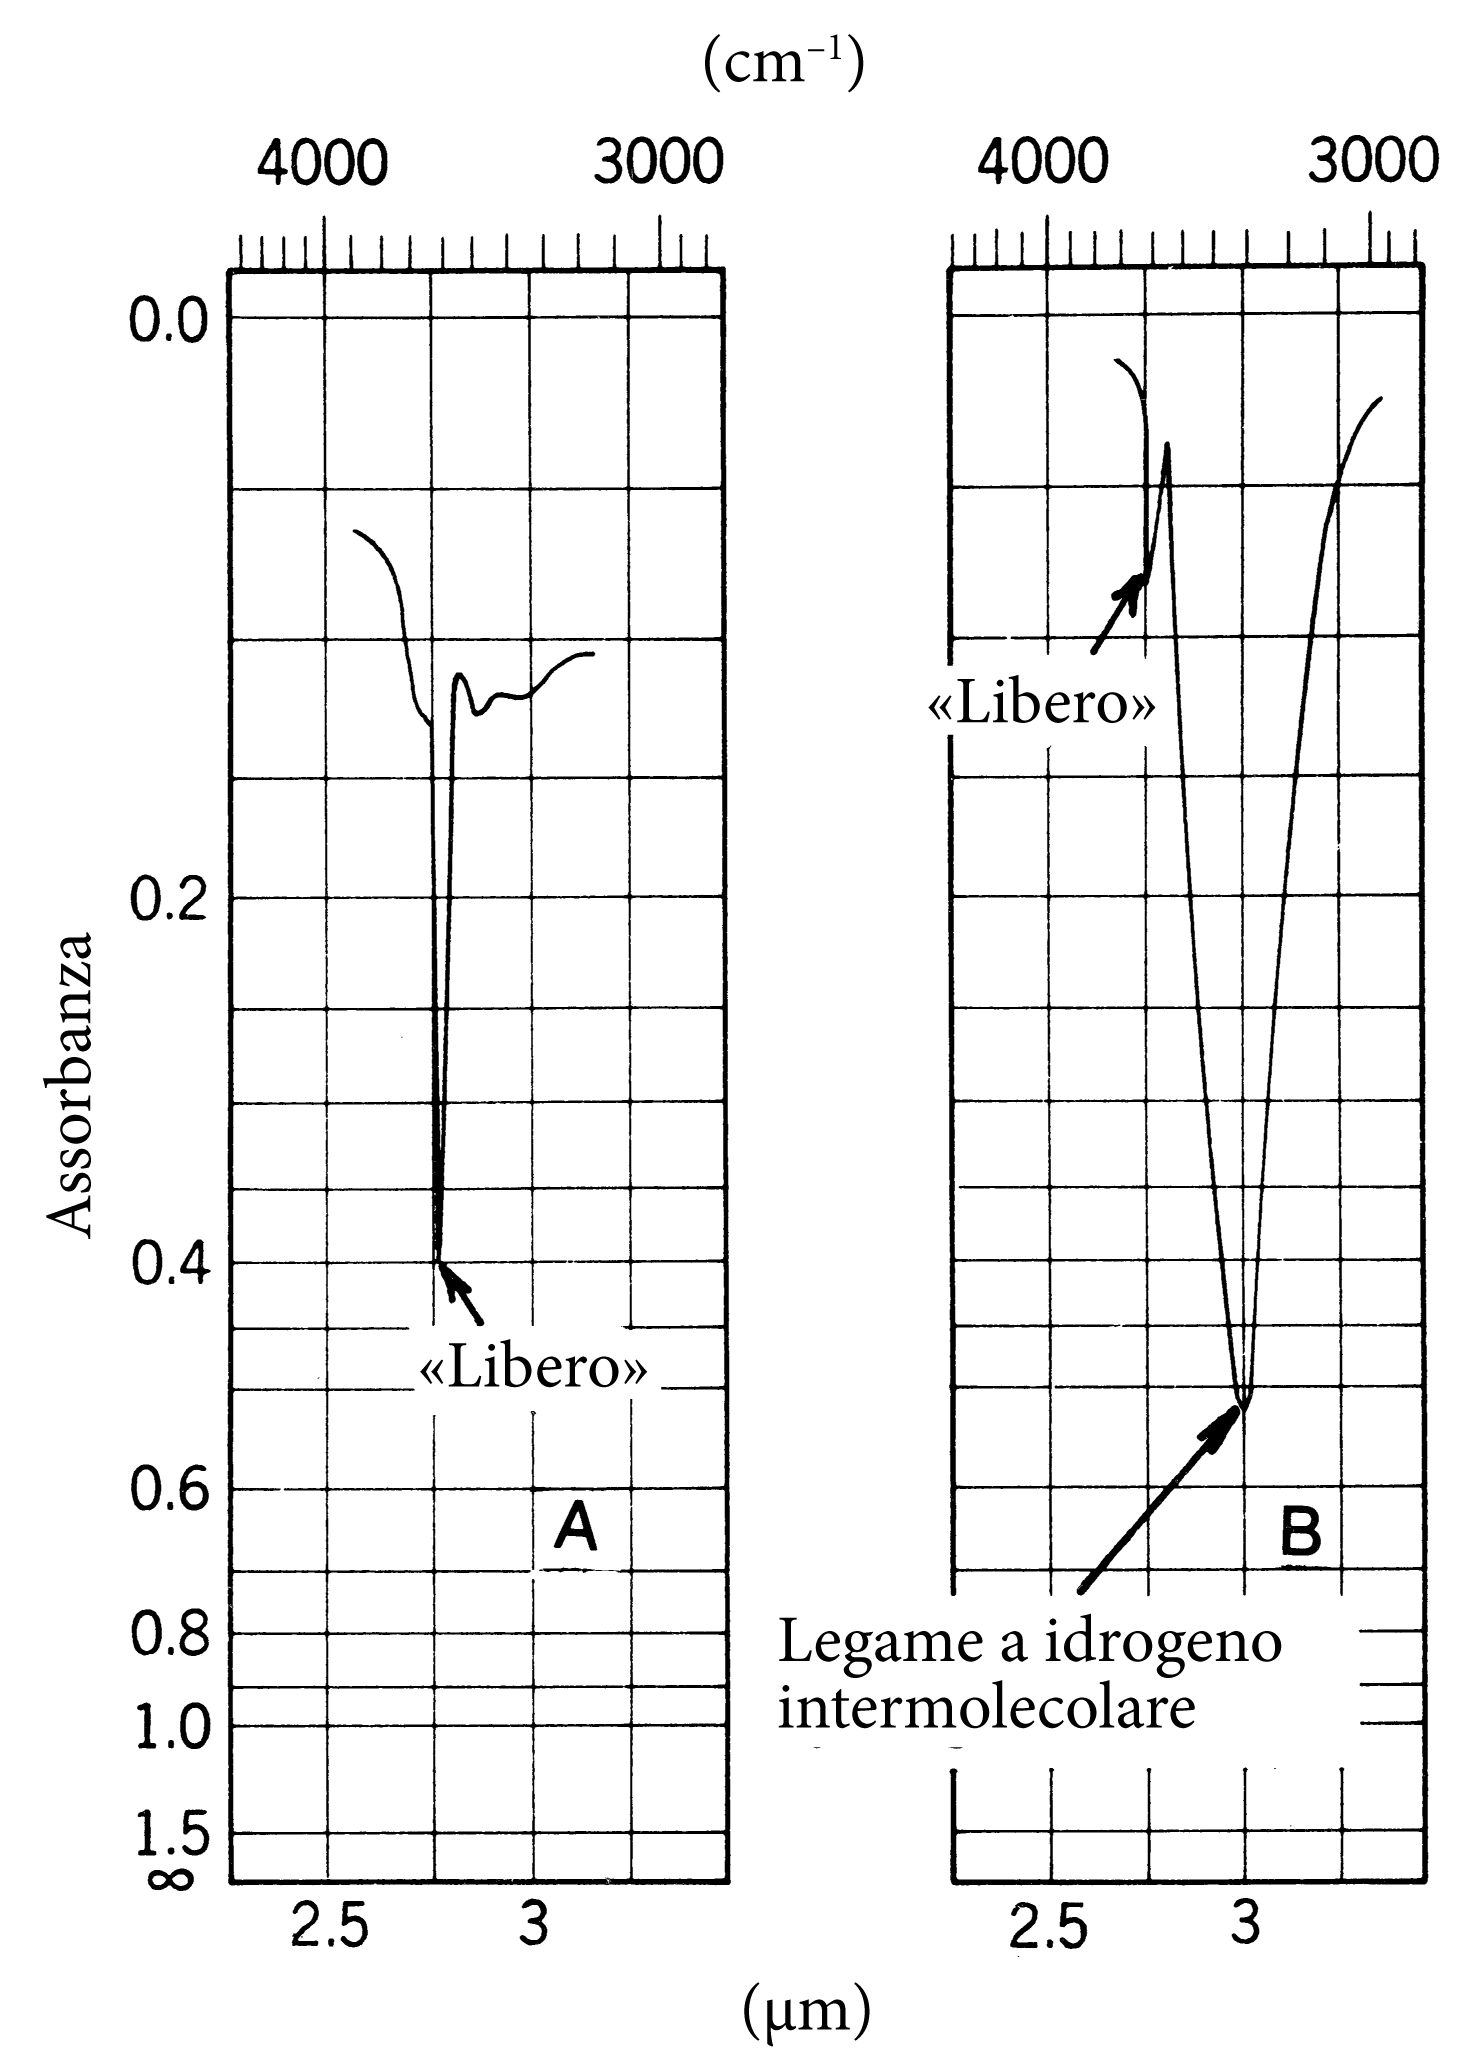 (cm⁻¹)
4000 3000
4000 3000
0.0
0.2
0.4
0.6
0.8
1.0
1.5
∞
Assorbanza
«Libero»
A
2.5 3
«Libero»
B
Legame a idrogeno
intermolecolare
2.5 3
(μm)